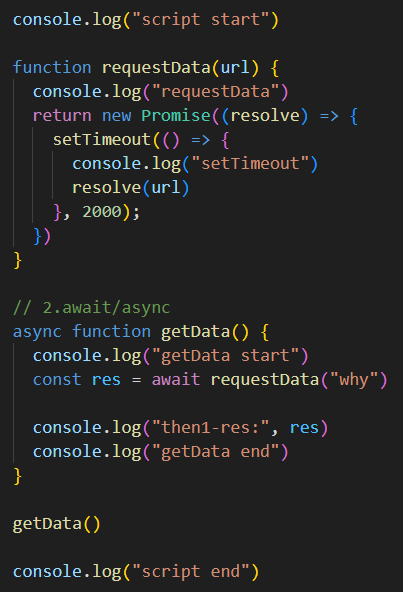 console.log("script start")
function requestData(url) {
console.log("requestData")
return new Promise((resolve) => {
setTimeout(() => {
console.log("setTimeout")
resolve(url)
}, 2000);
})
}
// 2.await/async
async function getData() {
console.log("getData start")
const res = await requestData("why")
console.log("then1-res:", res)
console.log("getData end")
}
getData()
console.log("script end")